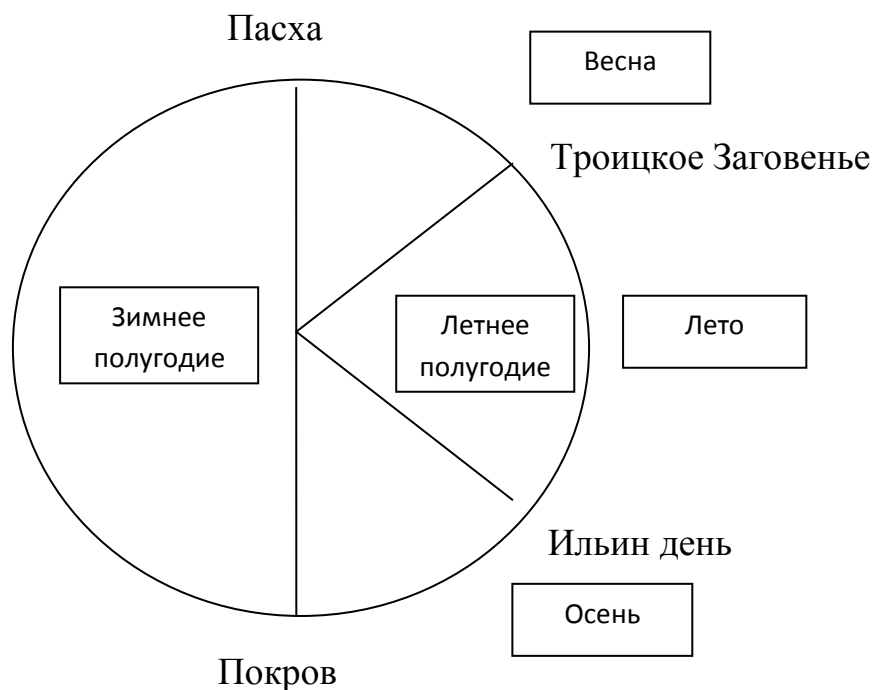 Пасха
Весна
Троицкое Заговенье
Зимнее
полугодие
Летнее
полугодие
Лето
Ильин день
Осень
Покров